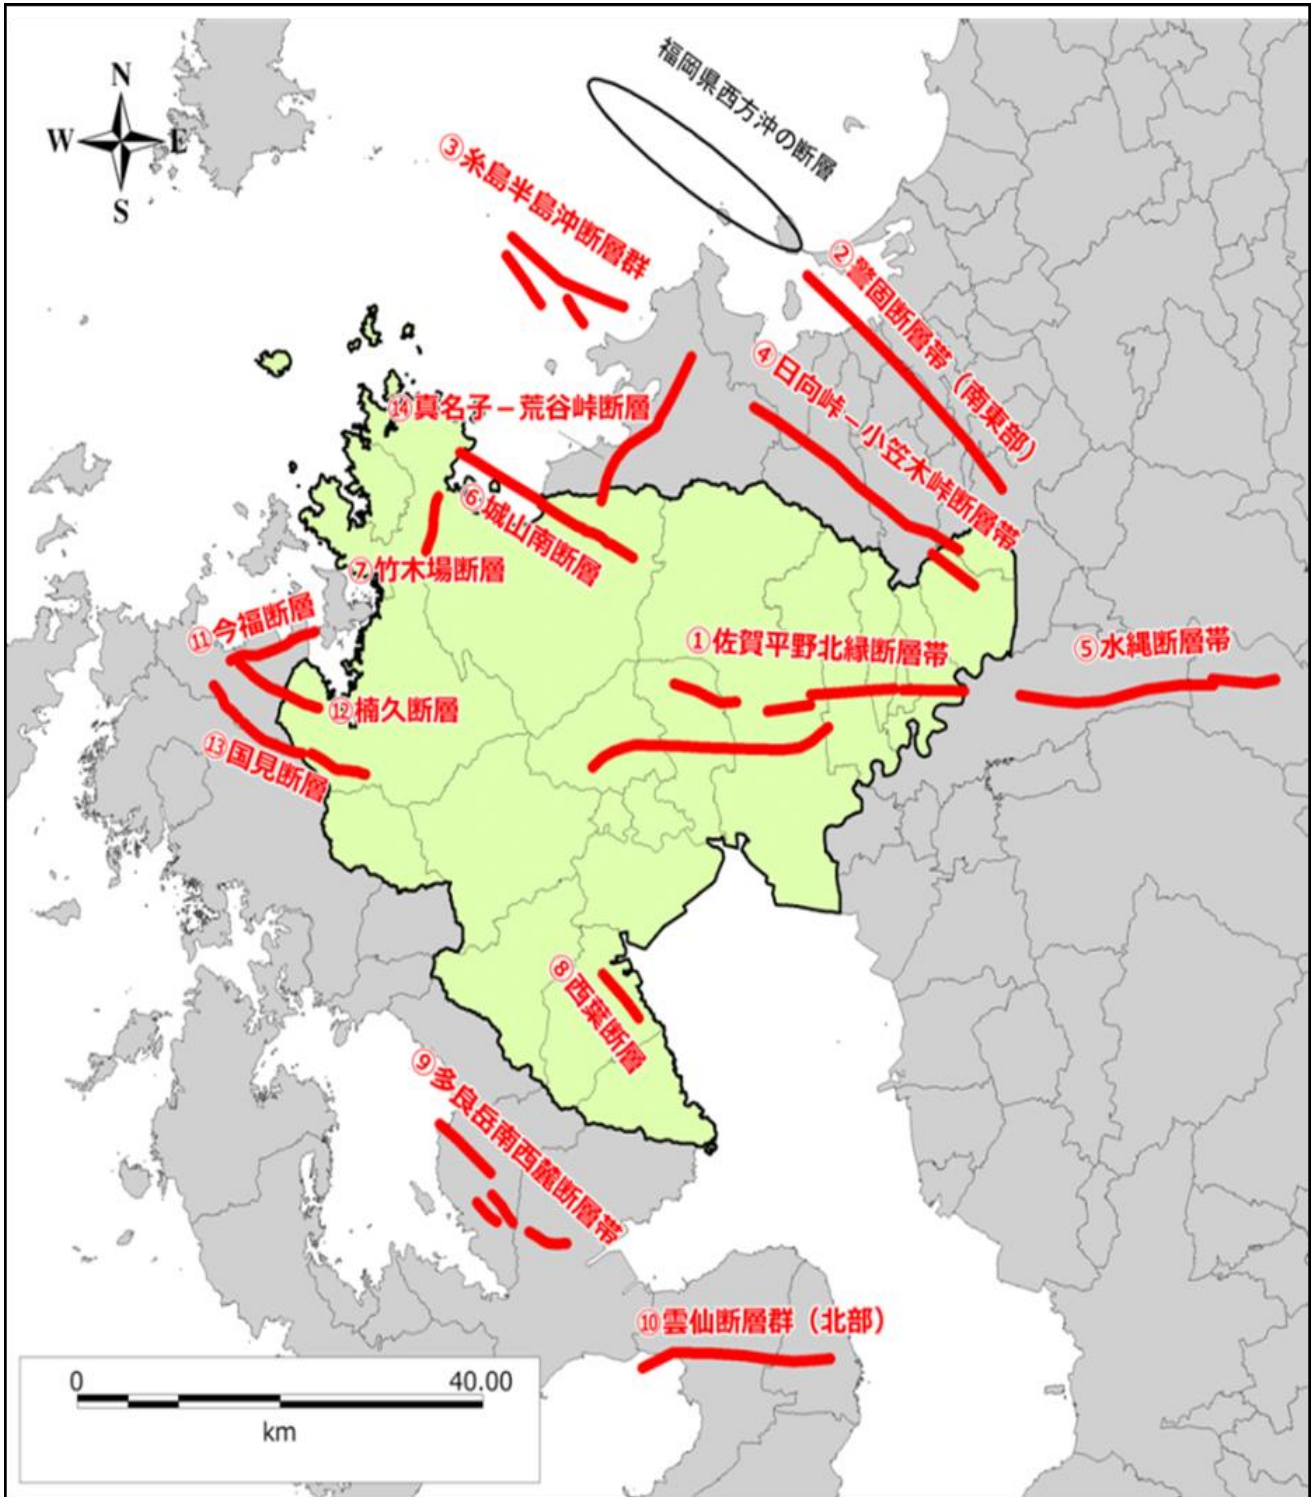 福岡県西方沖の断層
N
W
E
S
③糸島半島沖断層群
②警固断層帯（南東部）
④日向峠－小笠木峠断層帯
⑭真名子－荒谷峠断層
⑥城山南断層
⑦竹木場断層
⑪今福断層
①佐賀平野北縁断層帯
⑤水縄断層帯
⑫楠久断層
⑬国見断層
⑧西葉断層
⑨多良岳南西麓断層帯
⑩雲仙断層群（北部）
0
40.00
km